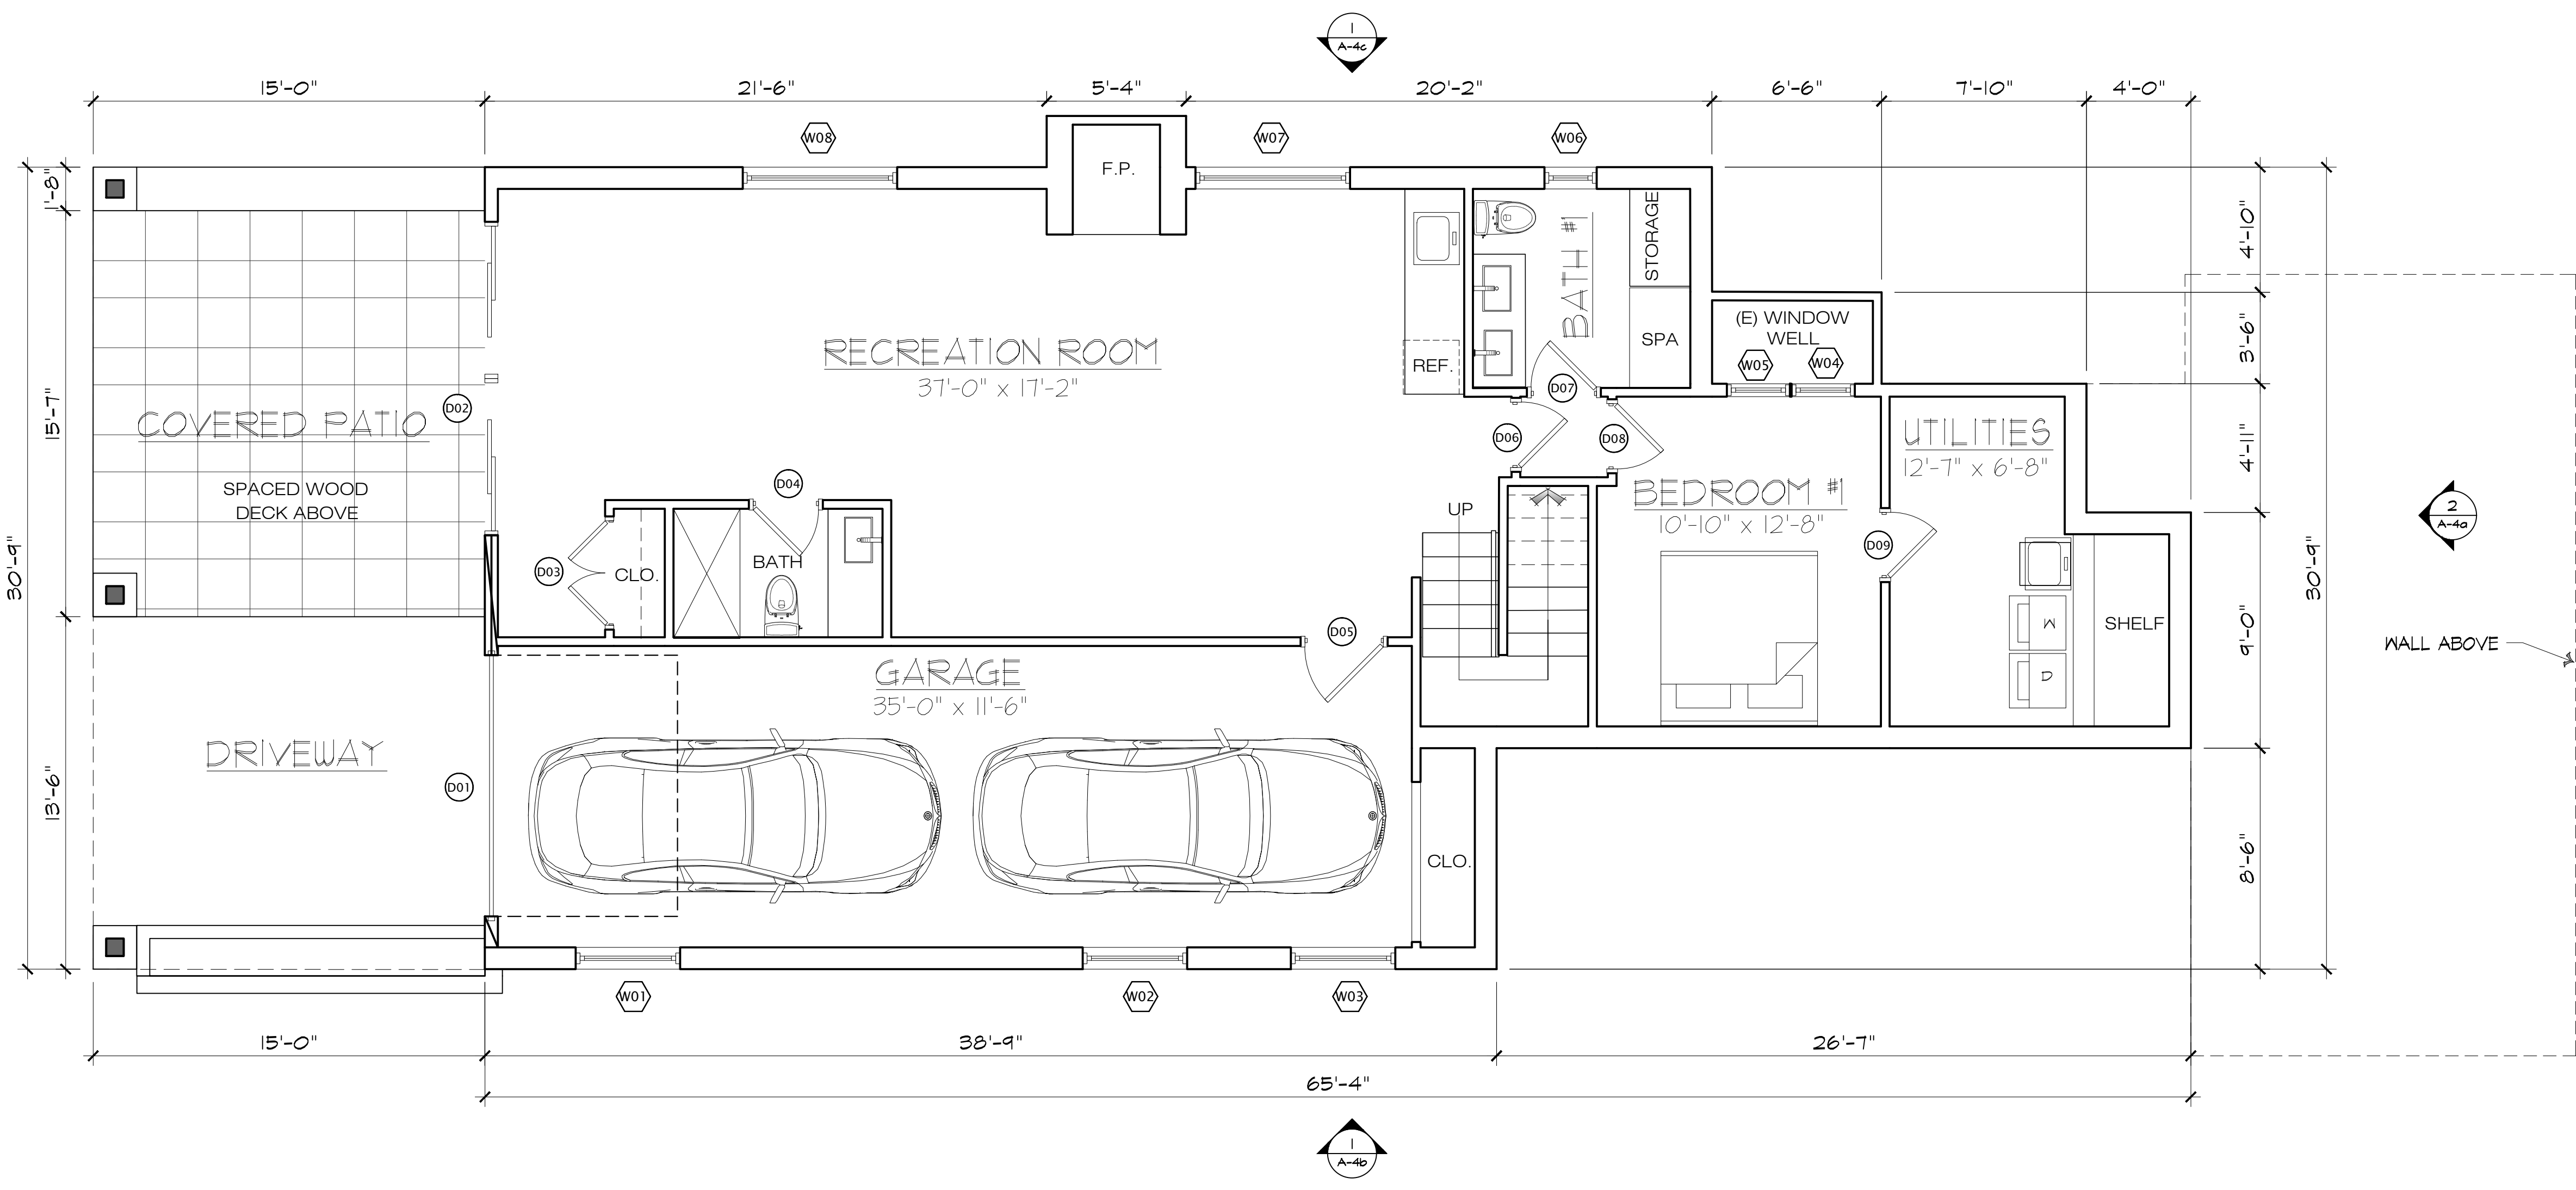 1
A-4c
15'-0"
21'-6"
5'-4"
20'-2"
6'-6"
7'-10"
4'-0"
W08
W07
W06
F.P.
1'-8"
15'-7"
13'-6"
30'-9"
STORAGE
BATH #1
SPA
(E) WINDOW
WELL
W05
W04
REF.
RECREATION ROOM
37'-0" x 17'-2"
COVERED PATIO
D02
SPACED WOOD
DECK ABOVE
D07
D06
D08
UTILITIES
12'-7" x 6'-8"
BEDROOM #1
10'-10" x 12'-8"
D04
D03
CLO.
BATH
UP
D09
D05
W
D
SHELF
GARAGE
35'-0" x 11'-6"
DRIVEWAY
D01
CLO.
4'-10"
3'-6"
4'-11"
9'-0"
8'-6"
30'-9"
2
A-4a
WALL ABOVE
W01
W02
W03
15'-0"
38'-9"
26'-7"
65'-4"
1
A-4b